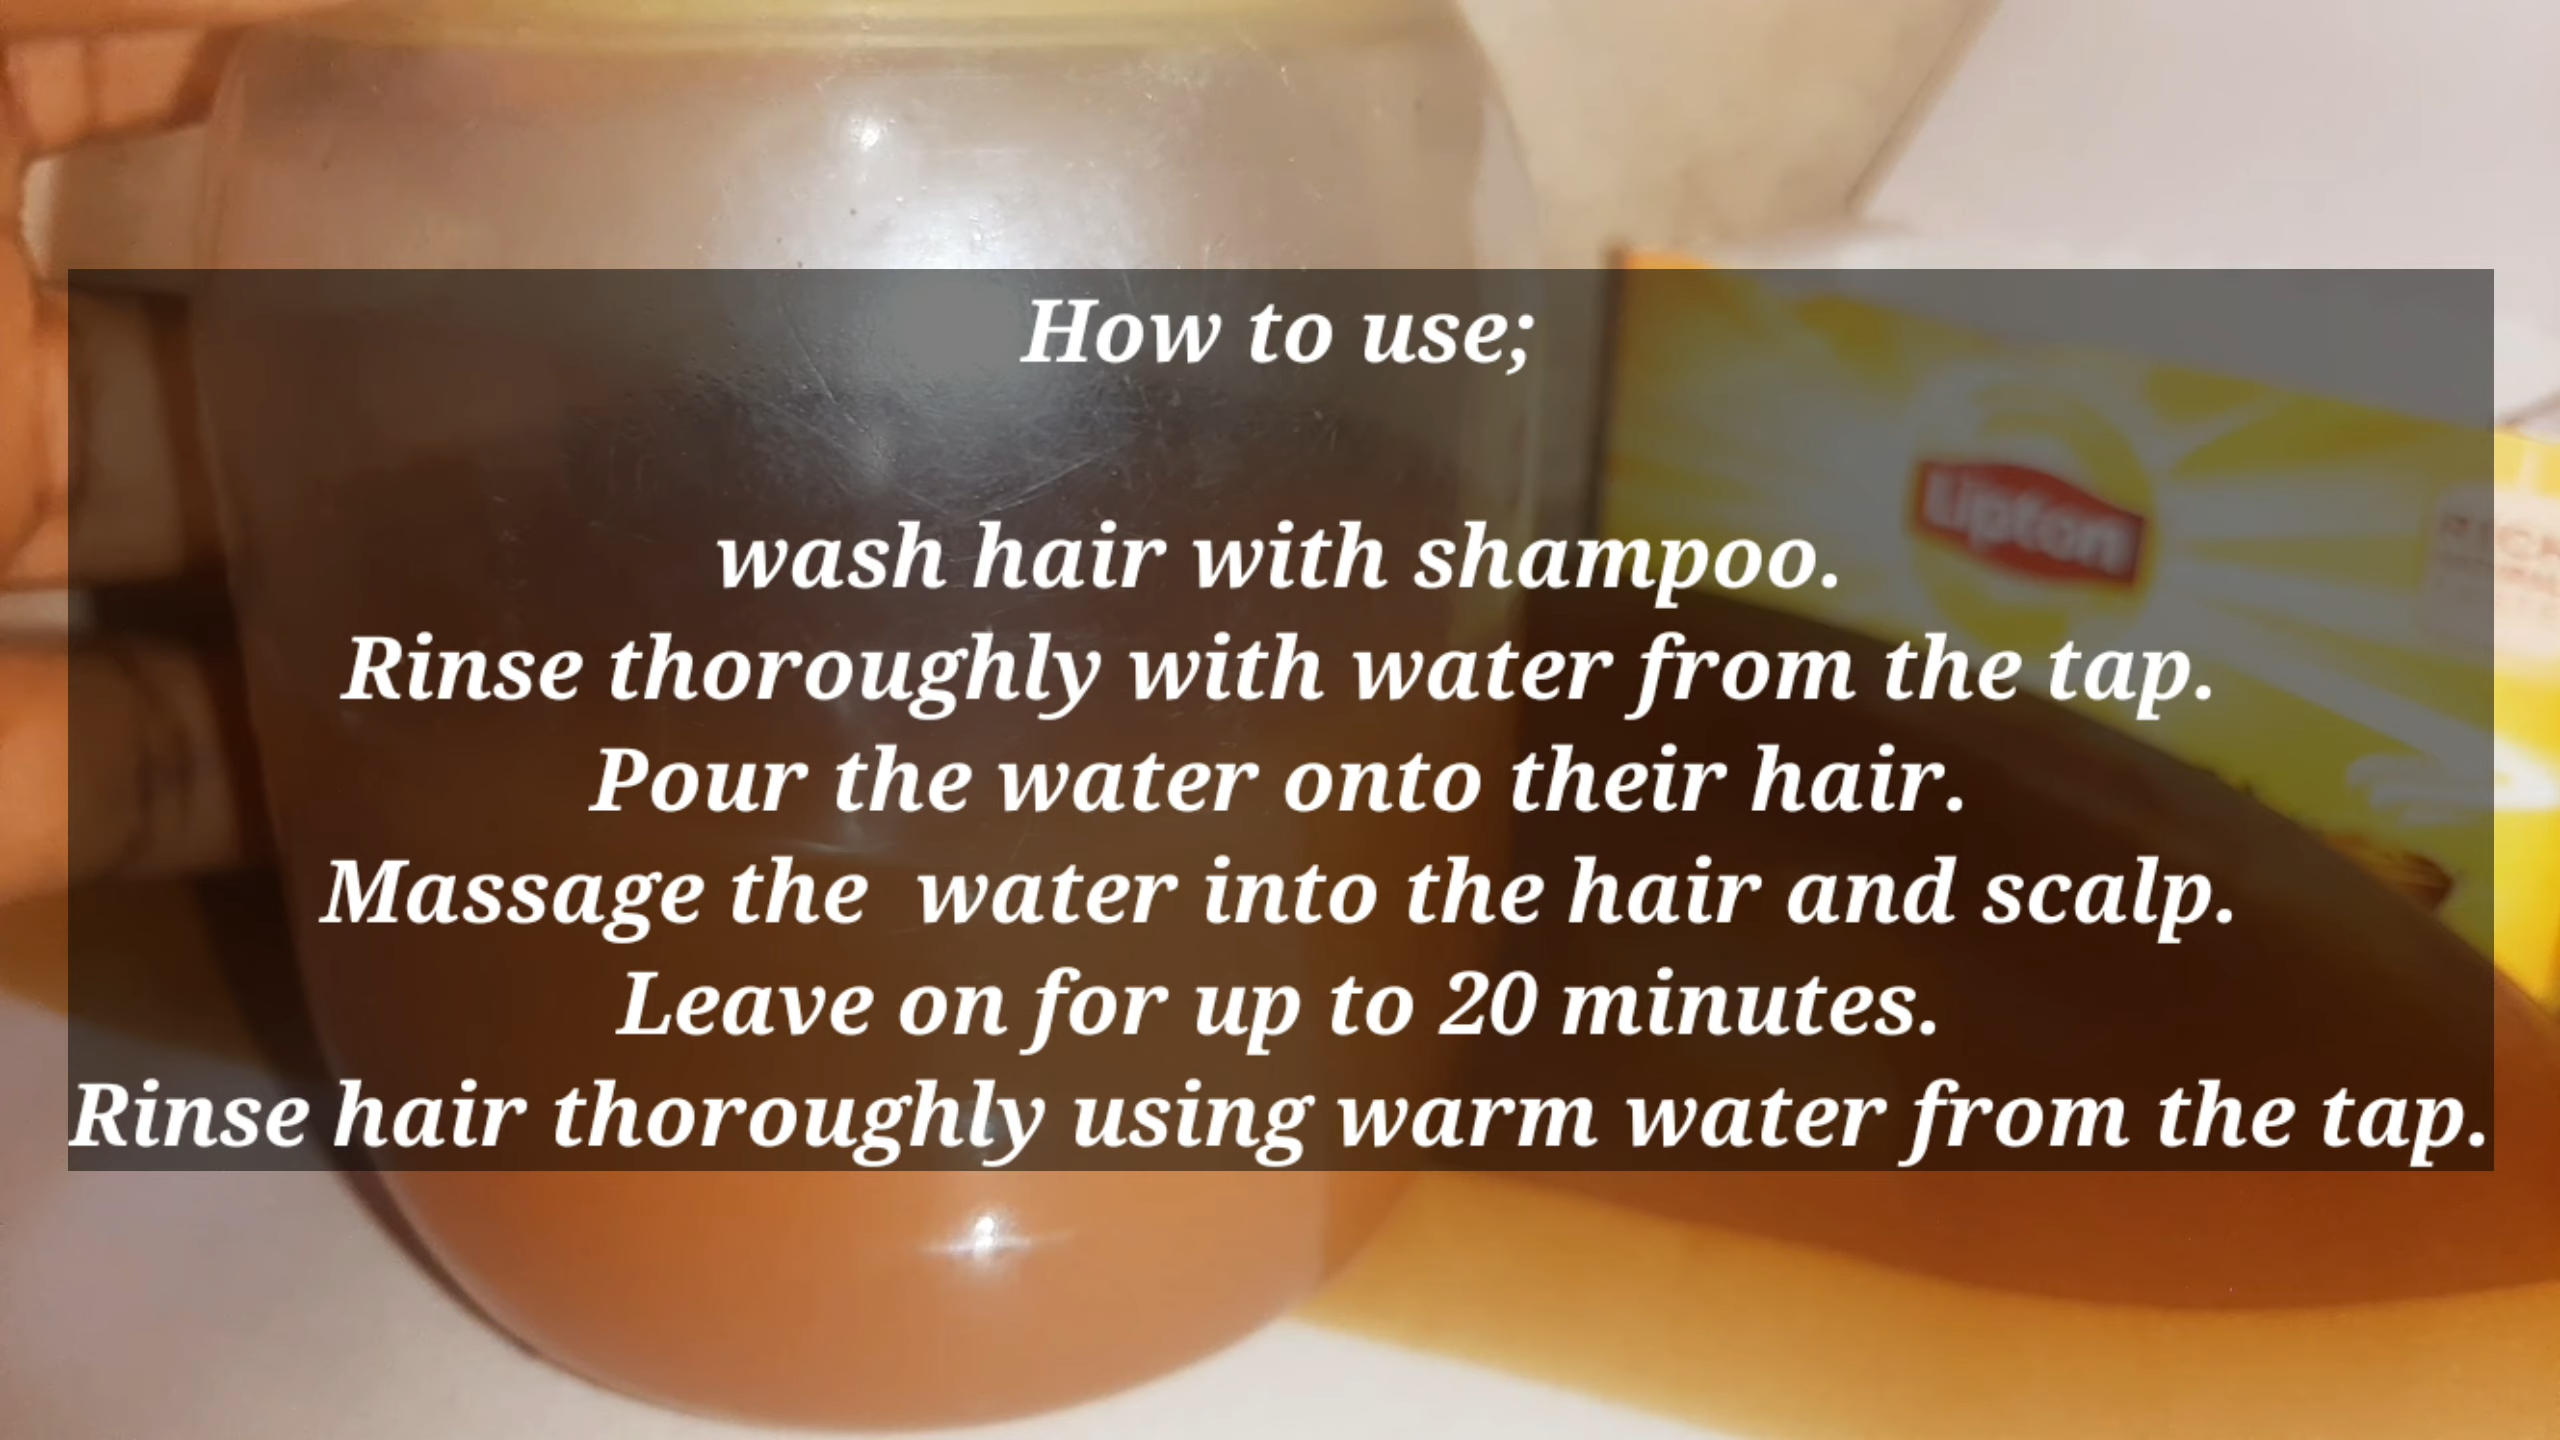 How to use;
wash hair with shampoo.
Rinse thoroughly with water from the tap.
Pour the water onto their hair.
Massage the  water into the hair and scalp.
Leave on for up to 20 minutes.
Rinse hair thoroughly using warm water from the tap.
Lipton